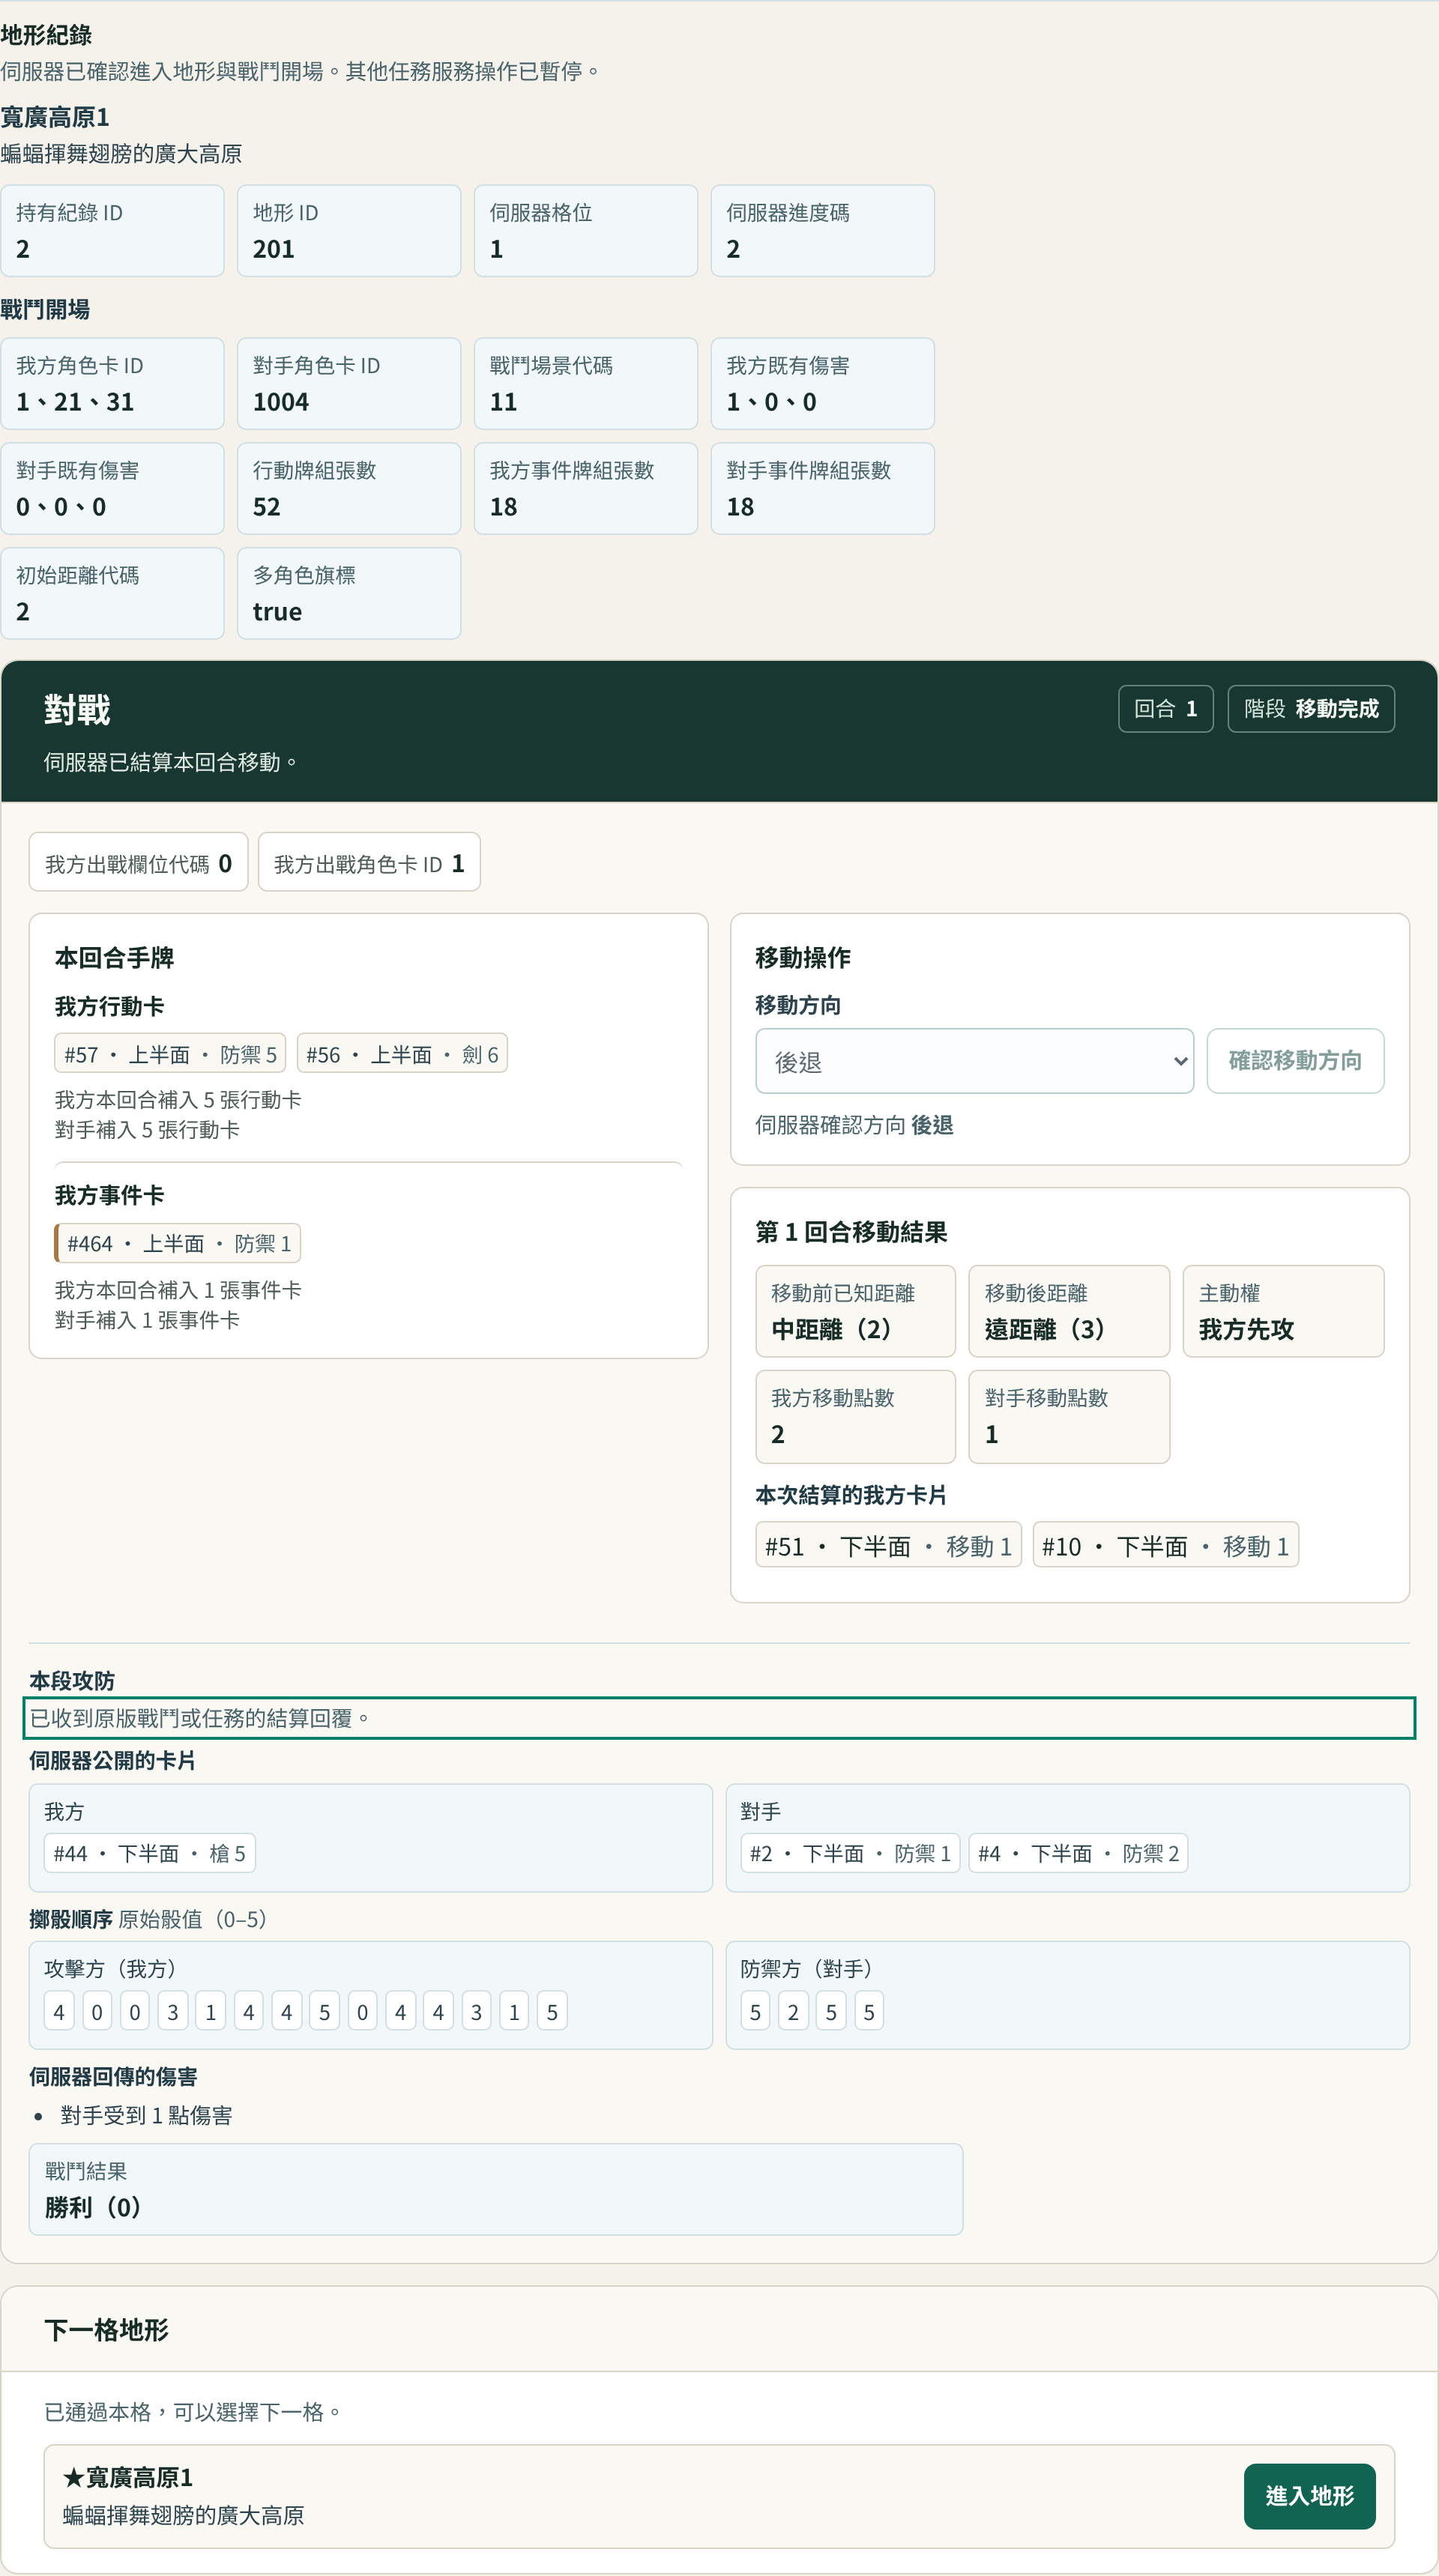 地形紀錄
伺服器已確認進入地形與戰鬥開場。其他任務服務操作已暫停。
寬廣高原1
蝙蝠揮舞翅膀的廣大高原
持有紀錄 ID
2
地形 ID
201
伺服器格位
1
伺服器進度碼
2
戰鬥開場
我方角色卡 ID
1、21、31
對手角色卡 ID
1004
戰鬥場景代碼
11
我方既有傷害
1、0、0
對手既有傷害
0、0、0
行動牌組張數
52
我方事件牌組張數
18
對手事件牌組張數
18
初始距離代碼
2
多角色旗標
true
對戰
回合 1
階段 移動完成
伺服器已結算本回合移動。
我方出戰欄位代碼 0
我方出戰角色卡 ID 1
本回合手牌
我方行動卡
#57 · 上半面 · 防禦 5
#56 · 上半面 · 劍 6
我方本回合補入 5 張行動卡
對手補入 5 張行動卡
我方事件卡
#464 · 上半面 · 防禦 1
我方本回合補入 1 張事件卡
對手補入 1 張事件卡
移動操作
移動方向
後退
確認移動方向
伺服器確認方向 後退
第 1 回合移動結果
移動前已知距離
中距離（2）
移動後距離
遠距離（3）
主動權
我方先攻
我方移動點數
2
對手移動點數
1
本次結算的我方卡片
#51 · 下半面 · 移動 1
#10 · 下半面 · 移動 1
本段攻防
已收到原版戰鬥或任務的結算回覆。
伺服器公開的卡片
我方
#44 · 下半面 · 槍 5
對手
#2 · 下半面 · 防禦 1
#4 · 下半面 · 防禦 2
擲骰順序 原始骰值（0–5）
攻擊方（我方）
4 0 0 3 1 4 4 5 0 4 4 3 1 5
防禦方（對手）
5 2 5 5
伺服器回傳的傷害
• 對手受到 1 點傷害
戰鬥結果
勝利（0）
下一格地形
已通過本格，可以選擇下一格。
★寬廣高原1
蝙蝠揮舞翅膀的廣大高原
進入地形